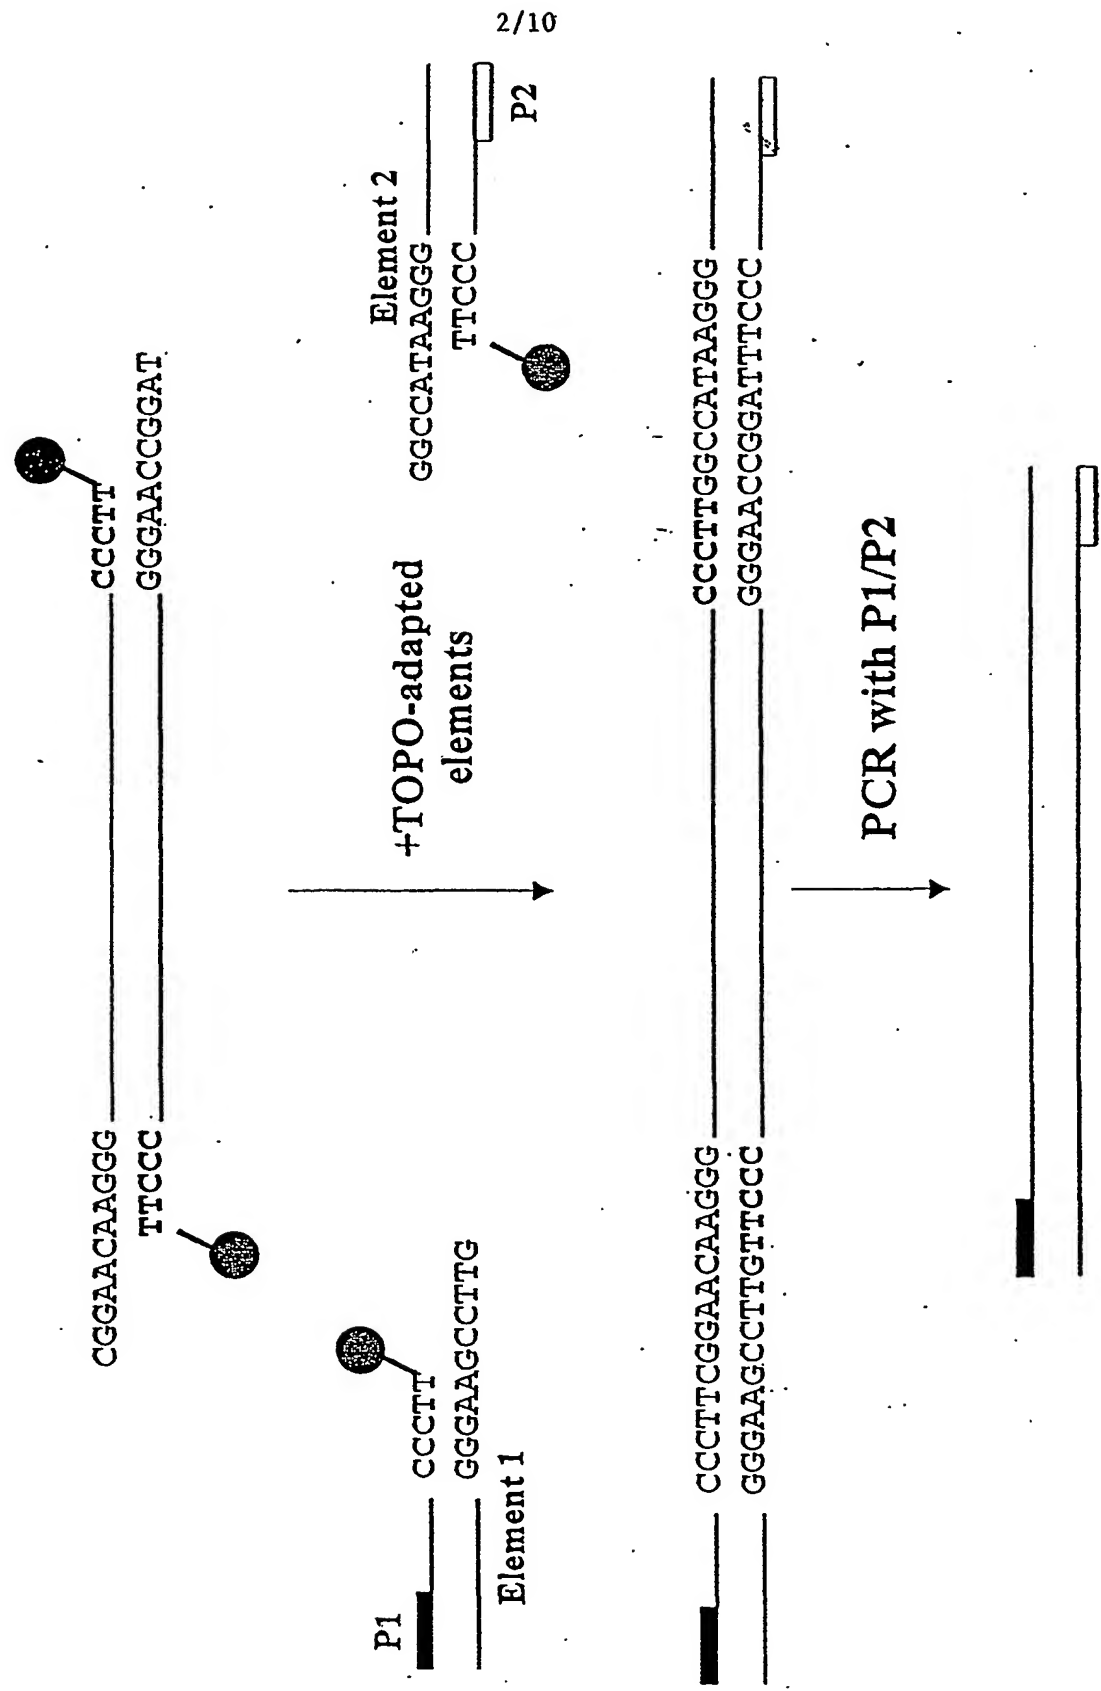 2/10
CGGAACAAGGG CCCTT
TTCCC GGGAACCGGAT
+TOPO-adapted
elements
P1 CCCTT
GGGAAGCCTTG
Element 1
Element 2
GGCCATAAGGG
TTCCC
P2
CCCTTCGGAACAAGGG CCCTTGGCCATAAGGG
GGGAAGCCTTGTTCCC GGGAACCGGATTTCCC
PCR with P1/P2